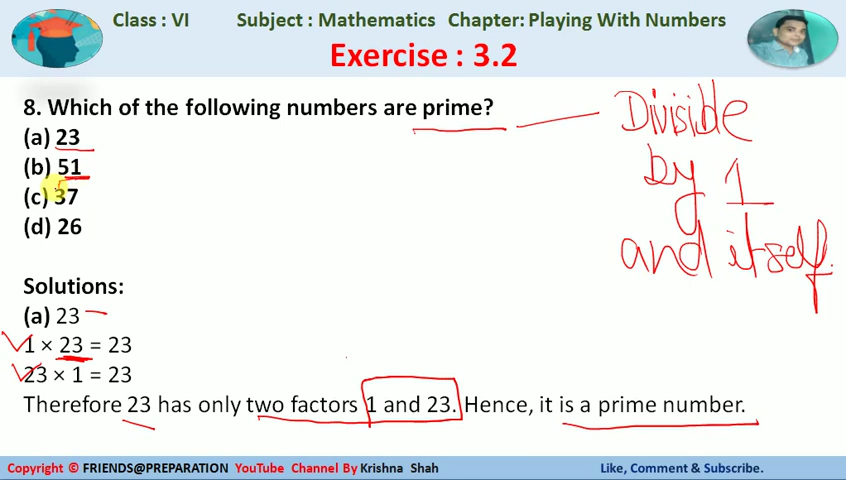 Class : VI Subject : Mathematics Chapter: Playing With Numbers
Exercise : 3.2
8. Which of the following numbers are prime?
(a) 23
(b) 51
(c) 37
(d) 26
Divisible
by 1
and itself.
Solutions:
(a) 23
1 × 23 = 23
23 × 1 = 23
Therefore 23 has only two factors 1 and 23. Hence, it is a prime number.
Copyright © FRIENDS@PREPARATION YouTube Channel By Krishna Shah Like, Comment & Subscribe.